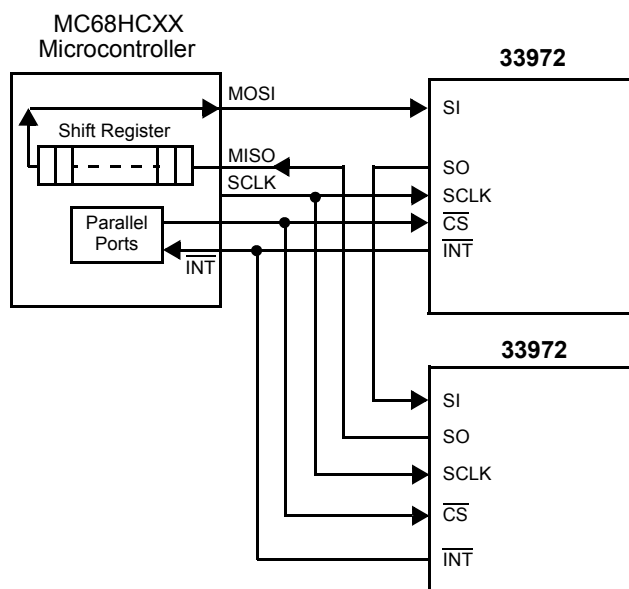 MC68HCXX
Microcontroller
33972
MOSI
SI
Shift Register
MISO
SO
SCLK
SCLK
Parallel
Ports
CS
INT
INT
33972
SI
SO
SCLK
CS
INT